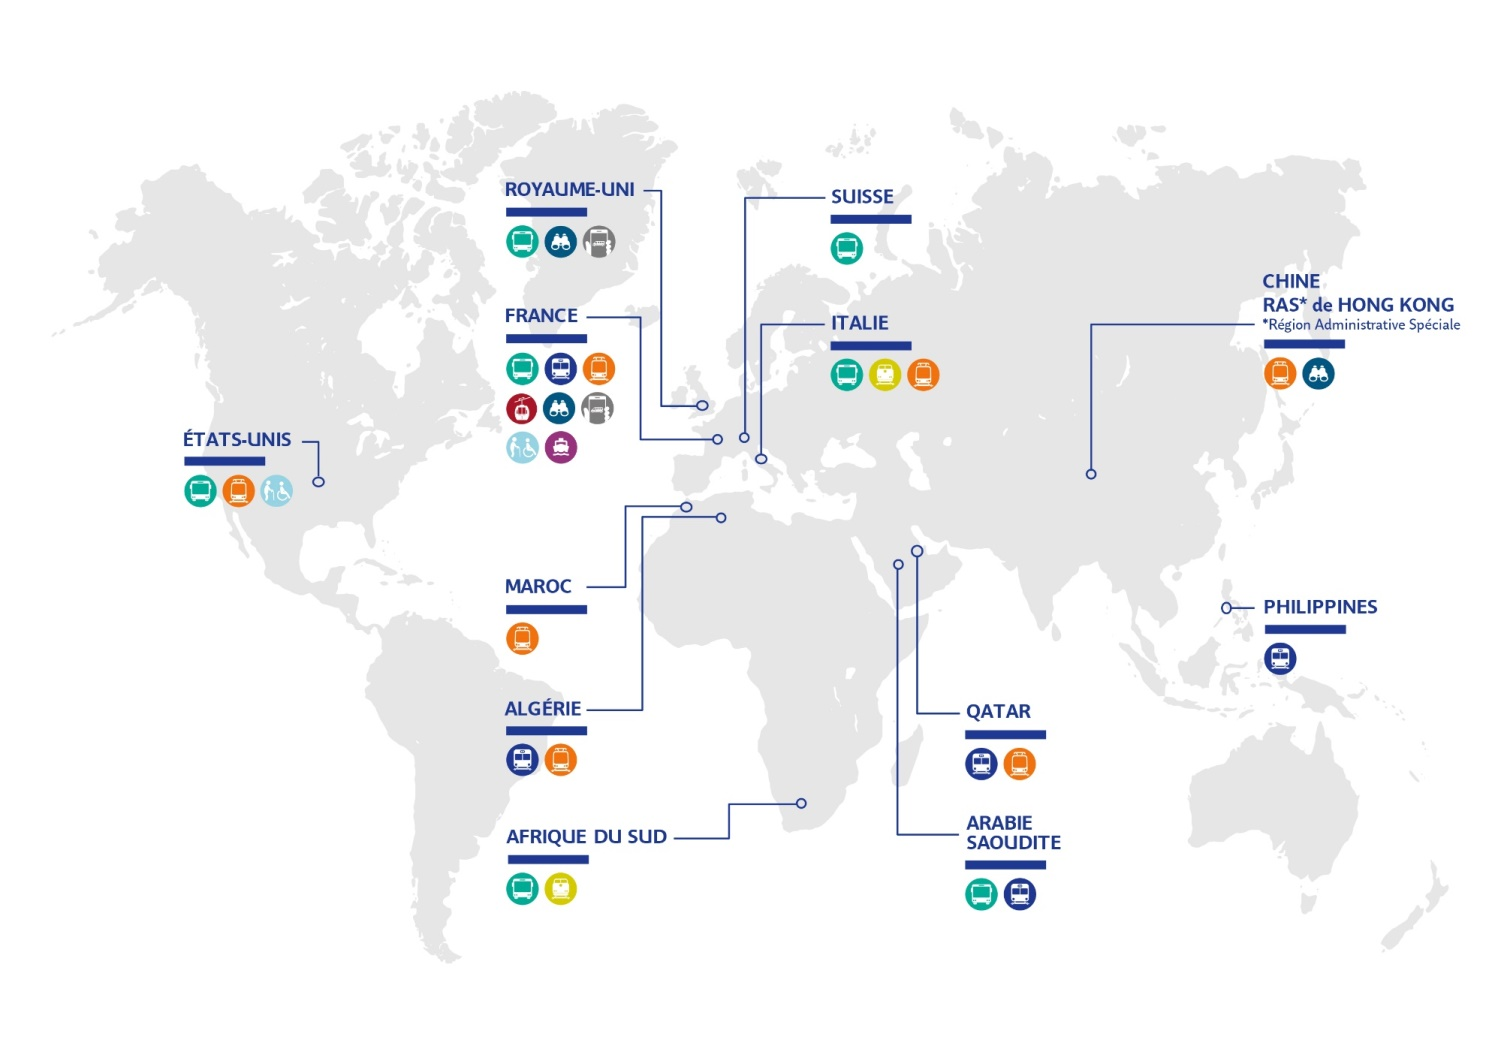 ROYAUME-UNI
SUISSE
CHINE
RAS* de HONG KONG
*Région Administrative Spéciale
FRANCE
ITALIE
ÉTATS-UNIS
MAROC
PHILIPPINES
ALGÉRIE
QATAR
AFRIQUE DU SUD
ARABIE
SAOUDITE